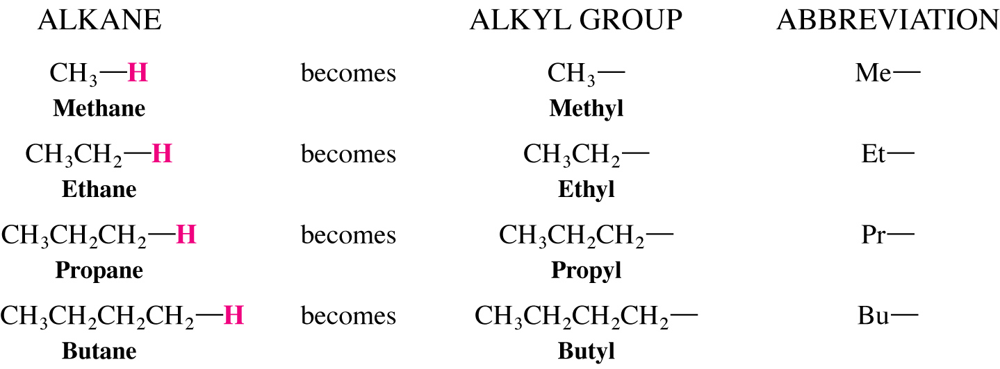 ALKANE ALKYL GROUP ABBREVIATION
CH₃—H becomes CH₃— Me—
Methane Methyl
CH₃CH₂—H becomes CH₃CH₂— Et—
Ethane Ethyl
CH₃CH₂CH₂—H becomes CH₃CH₂CH₂— Pr—
Propane Propyl
CH₃CH₂CH₂CH₂—H becomes CH₃CH₂CH₂CH₂— Bu—
Butane Butyl